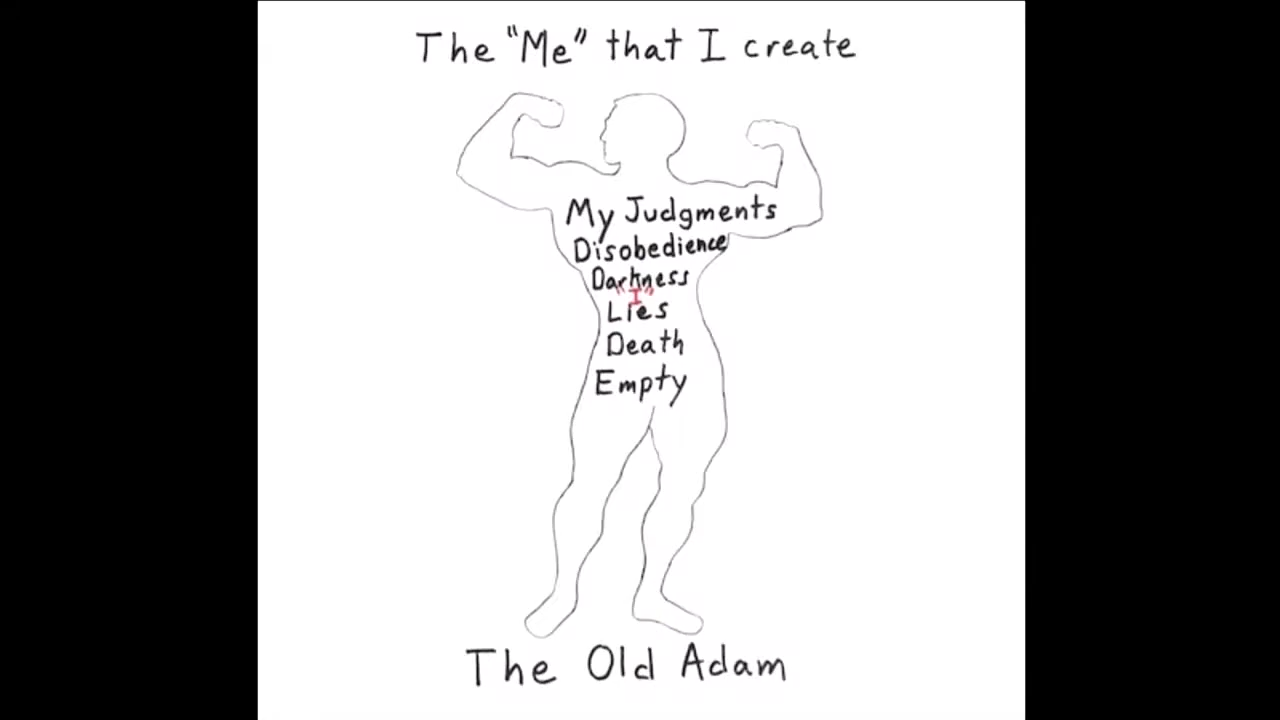 The "Me" that I create
My Judgments
Disobedience
Darkness
"I"
Lies
Death
Empty
The Old Adam